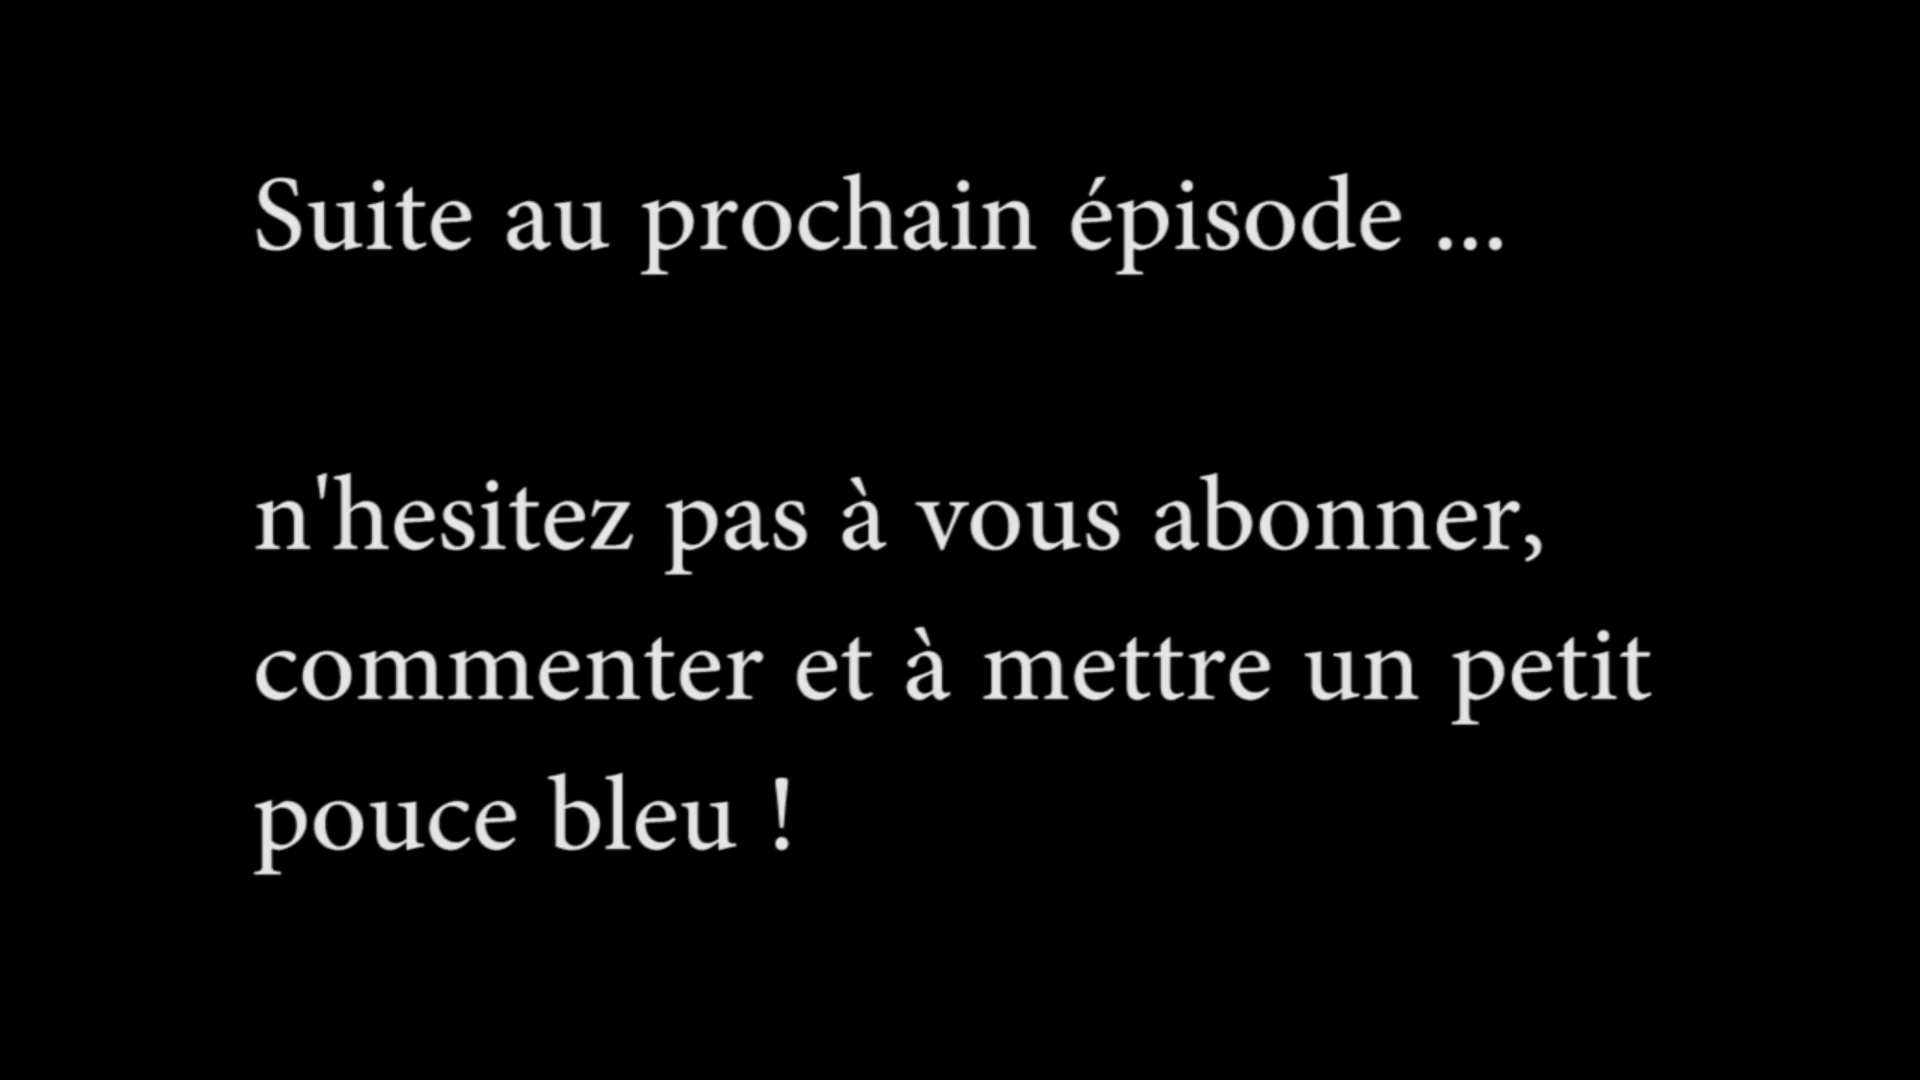 Suite au prochain épisode ...
n'hesitez pas à vous abonner,
commenter et à mettre un petit
pouce bleu !